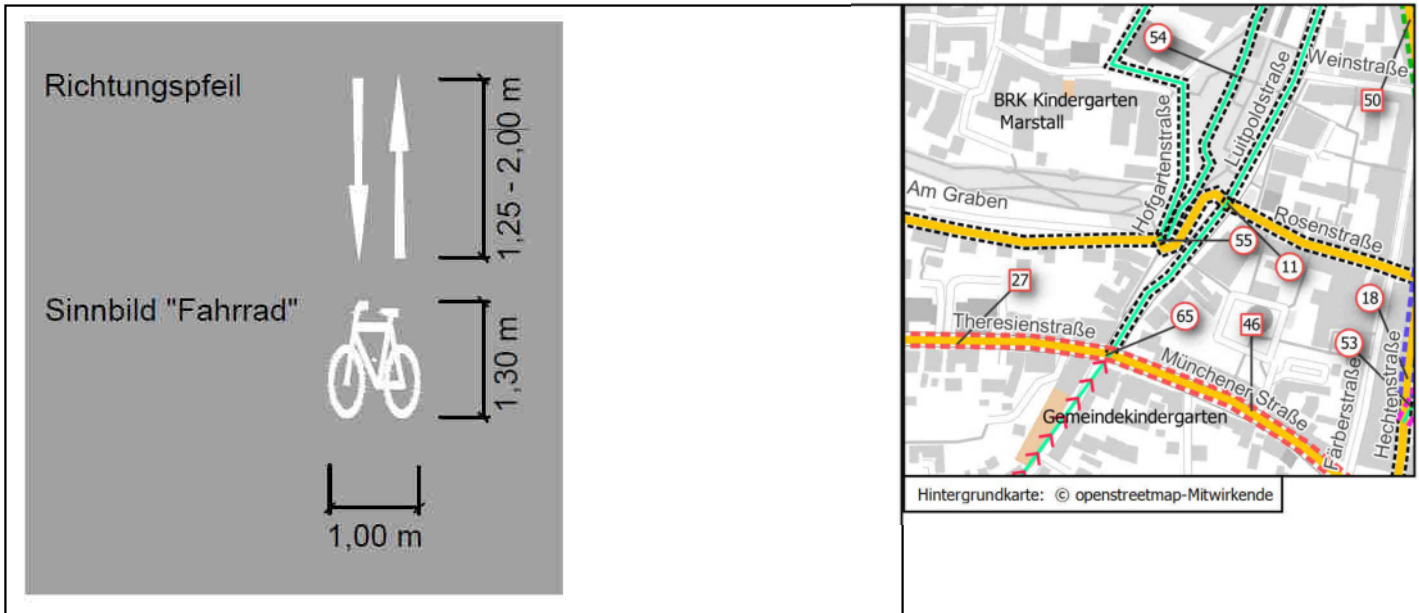 Richtungspfeil
1,25 - 2,00 m
Sinnbild "Fahrrad"
1,30 m
1,00 m
54
Weinstraße
50
BRK Kindergarten
Marstall
Hofgartenstraße
Luitpoldstraße
Am Graben
Rosenstraße
55
11
27
18
Theresienstraße
65
46
53
Münchener Straße
Gemeindekindergarten
Färberstraße
Hechtenstraße
Hintergrundkarte: © openstreetmap-Mitwirkende